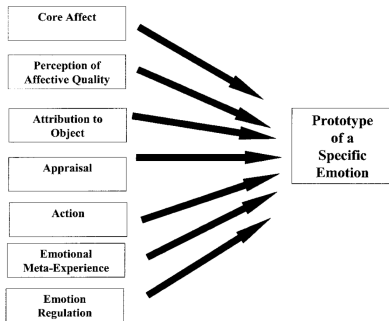 Core Affect
Perception of
Affective Quality
Attribution to
Object
Appraisal
Action
Emotional
Meta-Experience
Emotion
Regulation
Prototype
of a
Specific
Emotion